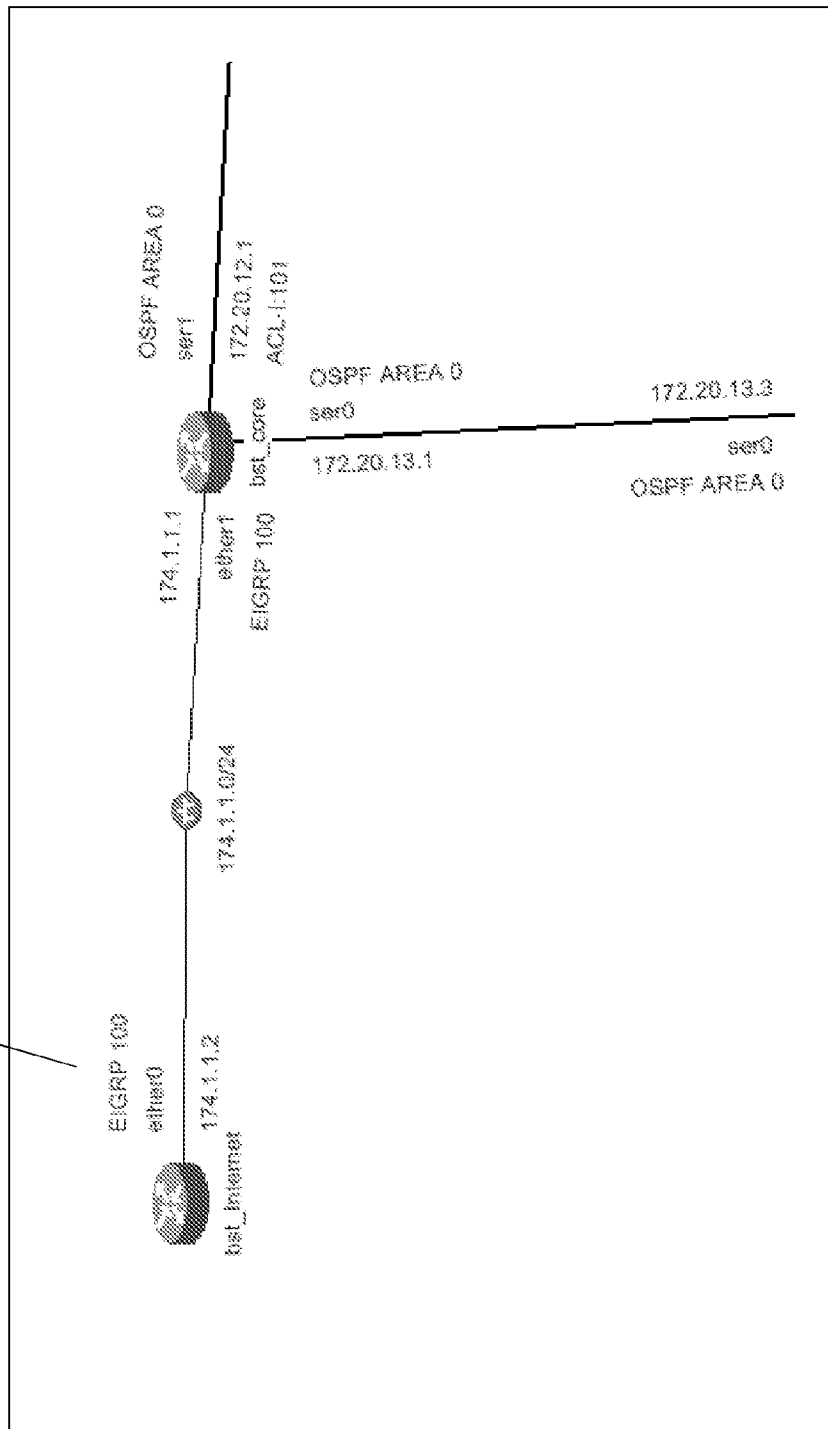 EIGRP 100
ether0
174.1.1.2
bst_Internet
174.1.1.0/24
174.1.1.1
ether1
EIGRP 100
bst_core
OSPF AREA 0
ser1
172.20.12.1
ACL-I:101
OSPF AREA 0
ser0
172.20.13.1
172.20.13.3
ser0
OSPF AREA 0